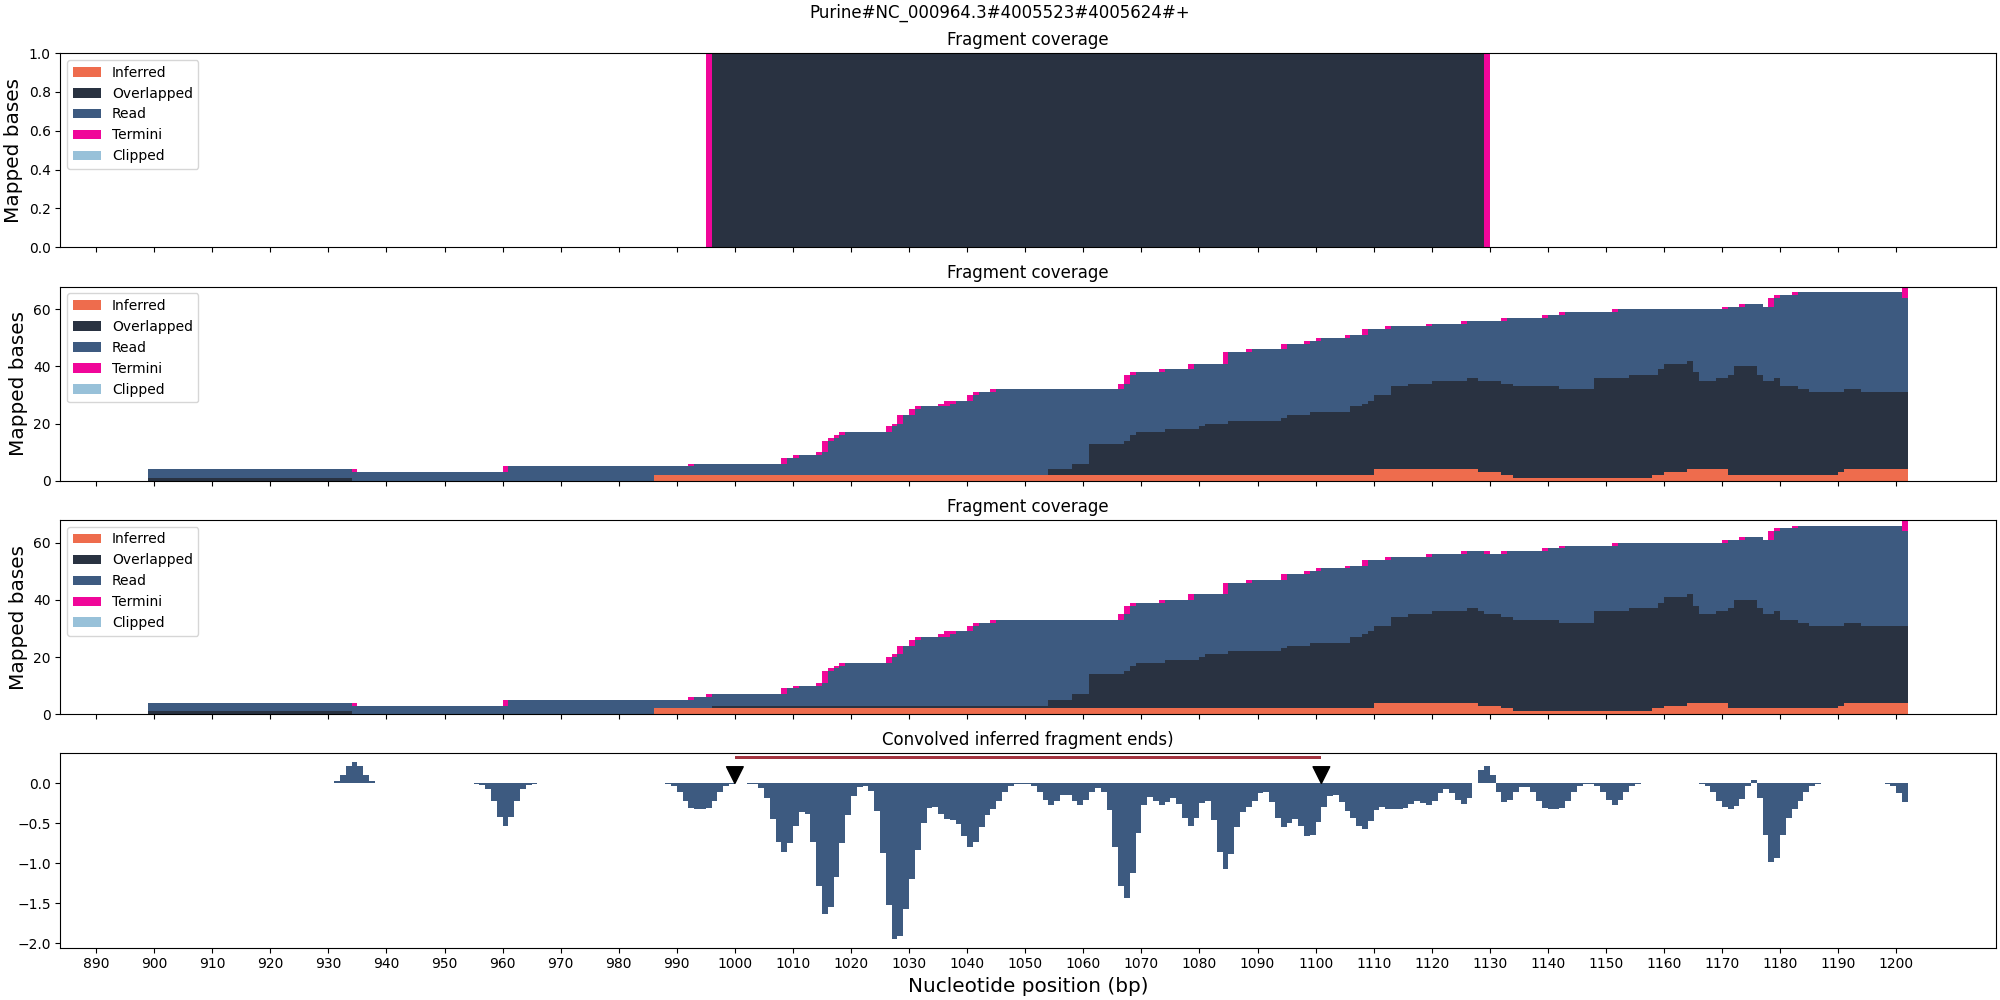 Purine#NC_000964.3#4005523#4005624#+
Fragment coverage
Mapped bases
1.0
0.8
0.6
0.4
0.2
0.0
Inferred
Overlapped
Read
Termini
Clipped
Fragment coverage
Mapped bases
60
40
20
0
Inferred
Overlapped
Read
Termini
Clipped
Fragment coverage
Mapped bases
60
40
20
0
Inferred
Overlapped
Read
Termini
Clipped
Convolved inferred fragment ends)
0.0
−0.5
−1.0
−1.5
−2.0
890 900 910 920 930 940 950 960 970 980 990 1000 1010 1020 1030 1040 1050 1060 1070 1080 1090 1100 1110 1120 1130 1140 1150 1160 1170 1180 1190 1200
Nucleotide position (bp)